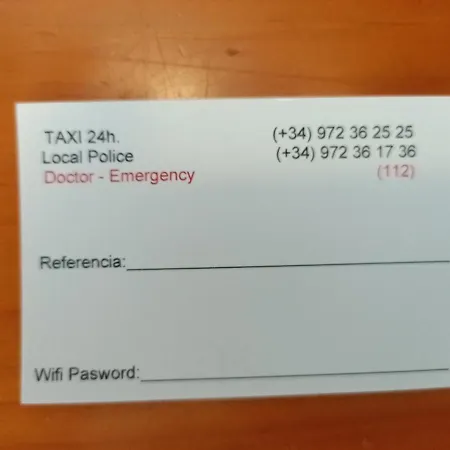 TAXI 24h. (+34) 972 36 25 25
Local Police (+34) 972 36 17 36
Doctor - Emergency (112)
Referencia:
Wifi Pasword: